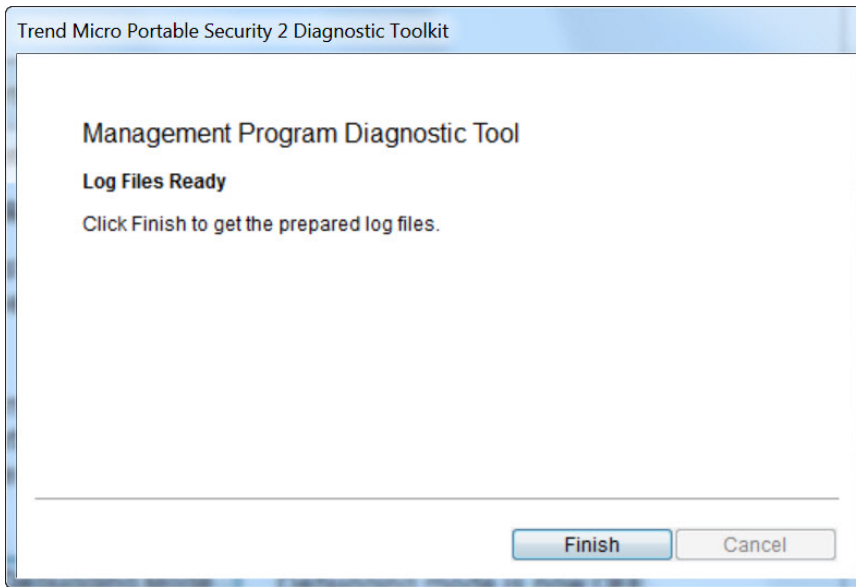 Trend Micro Portable Security 2 Diagnostic Toolkit
Management Program Diagnostic Tool
Log Files Ready
Click Finish to get the prepared log files.
Finish
Cancel